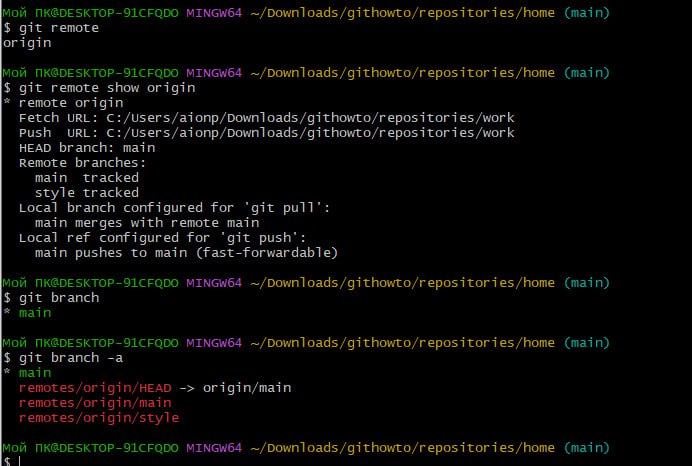 Мой ПК@DESKTOP-91CFQDO MINGW64 ~/Downloads/githowto/repositories/home (main)
$ git remote
origin
Мой ПК@DESKTOP-91CFQDO MINGW64 ~/Downloads/githowto/repositories/home (main)
$ git remote show origin
* remote origin
  Fetch URL: C:/Users/aionp/Downloads/githowto/repositories/work
  Push  URL: C:/Users/aionp/Downloads/githowto/repositories/work
  HEAD branch: main
  Remote branches:
    main  tracked
    style tracked
  Local branch configured for 'git pull':
    main merges with remote main
  Local ref configured for 'git push':
    main pushes to main (fast-forwardable)
Мой ПК@DESKTOP-91CFQDO MINGW64 ~/Downloads/githowto/repositories/home (main)
$ git branch
* main
Мой ПК@DESKTOP-91CFQDO MINGW64 ~/Downloads/githowto/repositories/home (main)
$ git branch -a
* main
  remotes/origin/HEAD -> origin/main
  remotes/origin/main
  remotes/origin/style
Мой ПК@DESKTOP-91CFQDO MINGW64 ~/Downloads/githowto/repositories/home (main)
$